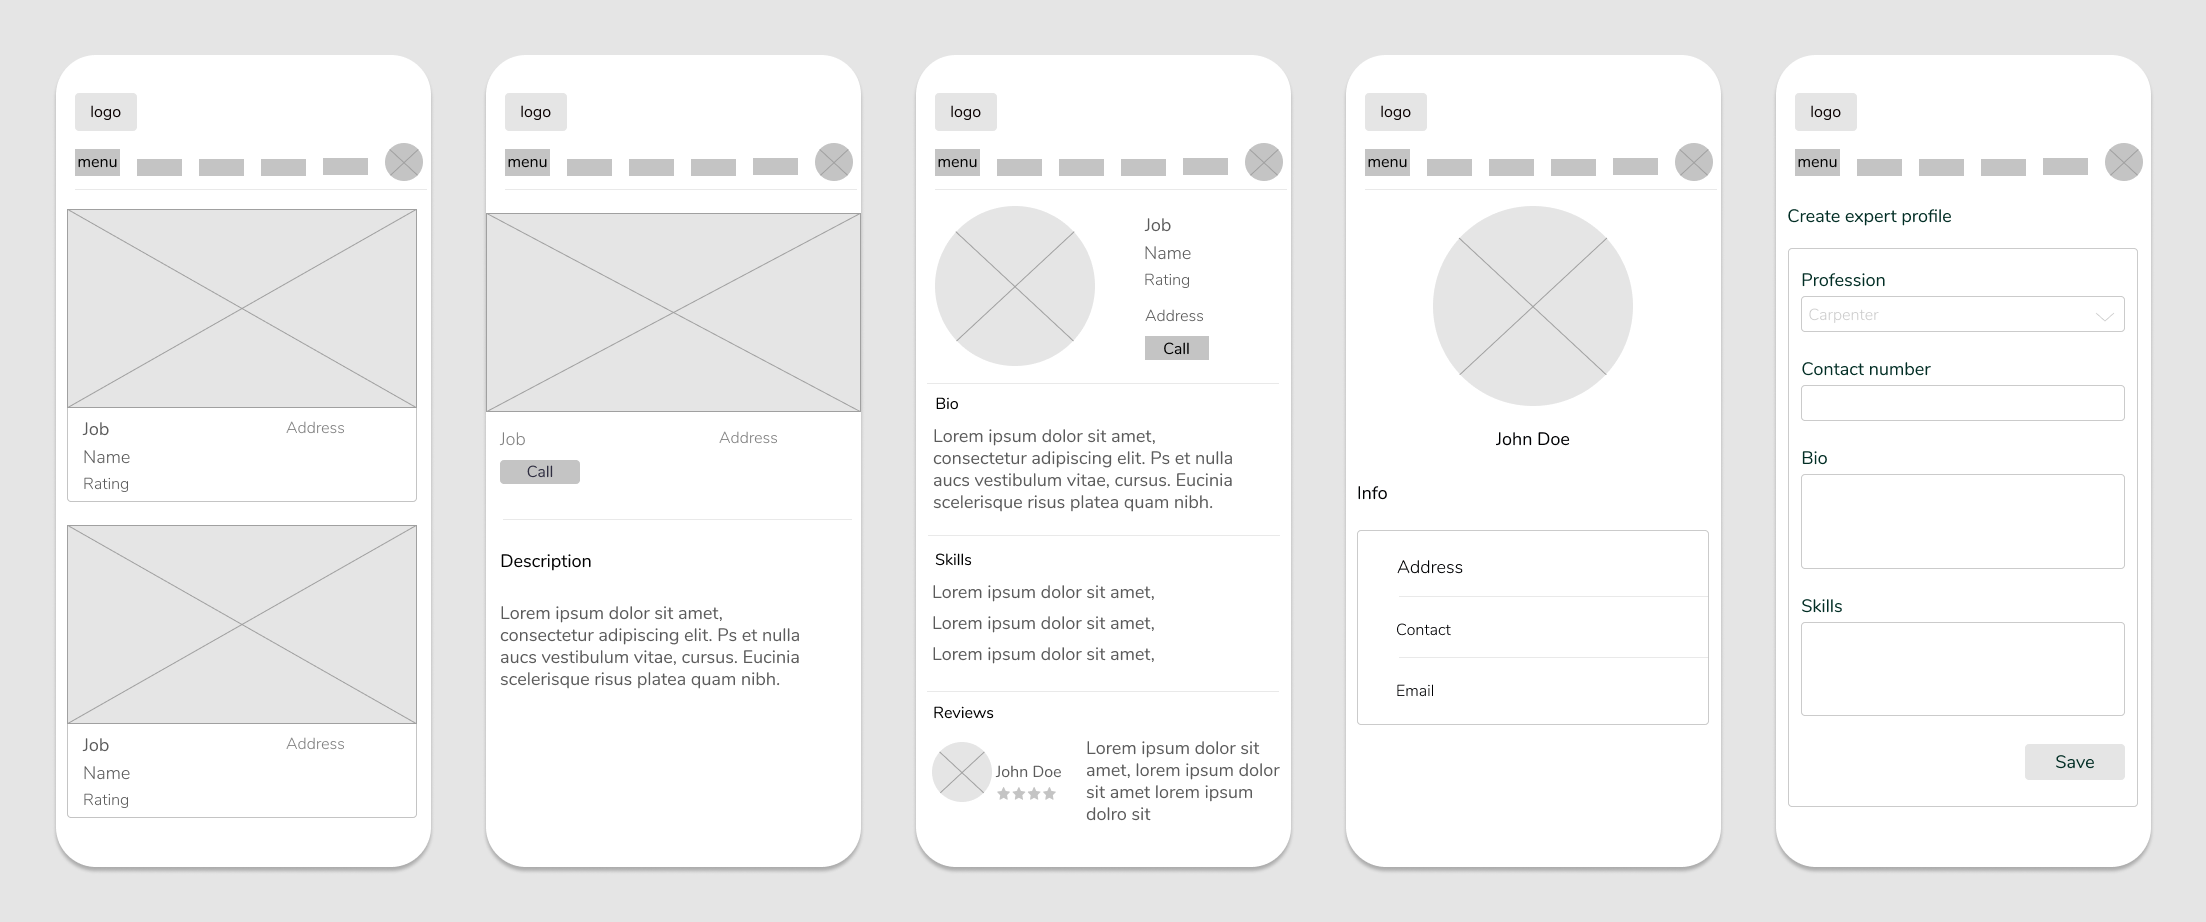 logo
menu
Job
Address
Name
Rating
Job
Address
Name
Rating
logo
menu
Job
Address
Call
Description
Lorem ipsum dolor sit amet,
consectetur adipiscing elit. Ps et nulla
aucs vestibulum vitae, cursus. Eucinia
scelerisque risus platea quam nibh.
logo
menu
Job
Name
Rating
Address
Call
Bio
Lorem ipsum dolor sit amet,
consectetur adipiscing elit. Ps et nulla
aucs vestibulum vitae, cursus. Eucinia
scelerisque risus platea quam nibh.
Skills
Lorem ipsum dolor sit amet,
Lorem ipsum dolor sit amet,
Lorem ipsum dolor sit amet,
Reviews
John Doe
Lorem ipsum dolor sit
amet, lorem ipsum dolor
sit amet lorem ipsum
dolro sit
logo
menu
John Doe
Info
Address
Contact
Email
logo
menu
Create expert profile
Profession
Carpenter
Contact number
Bio
Skills
Save